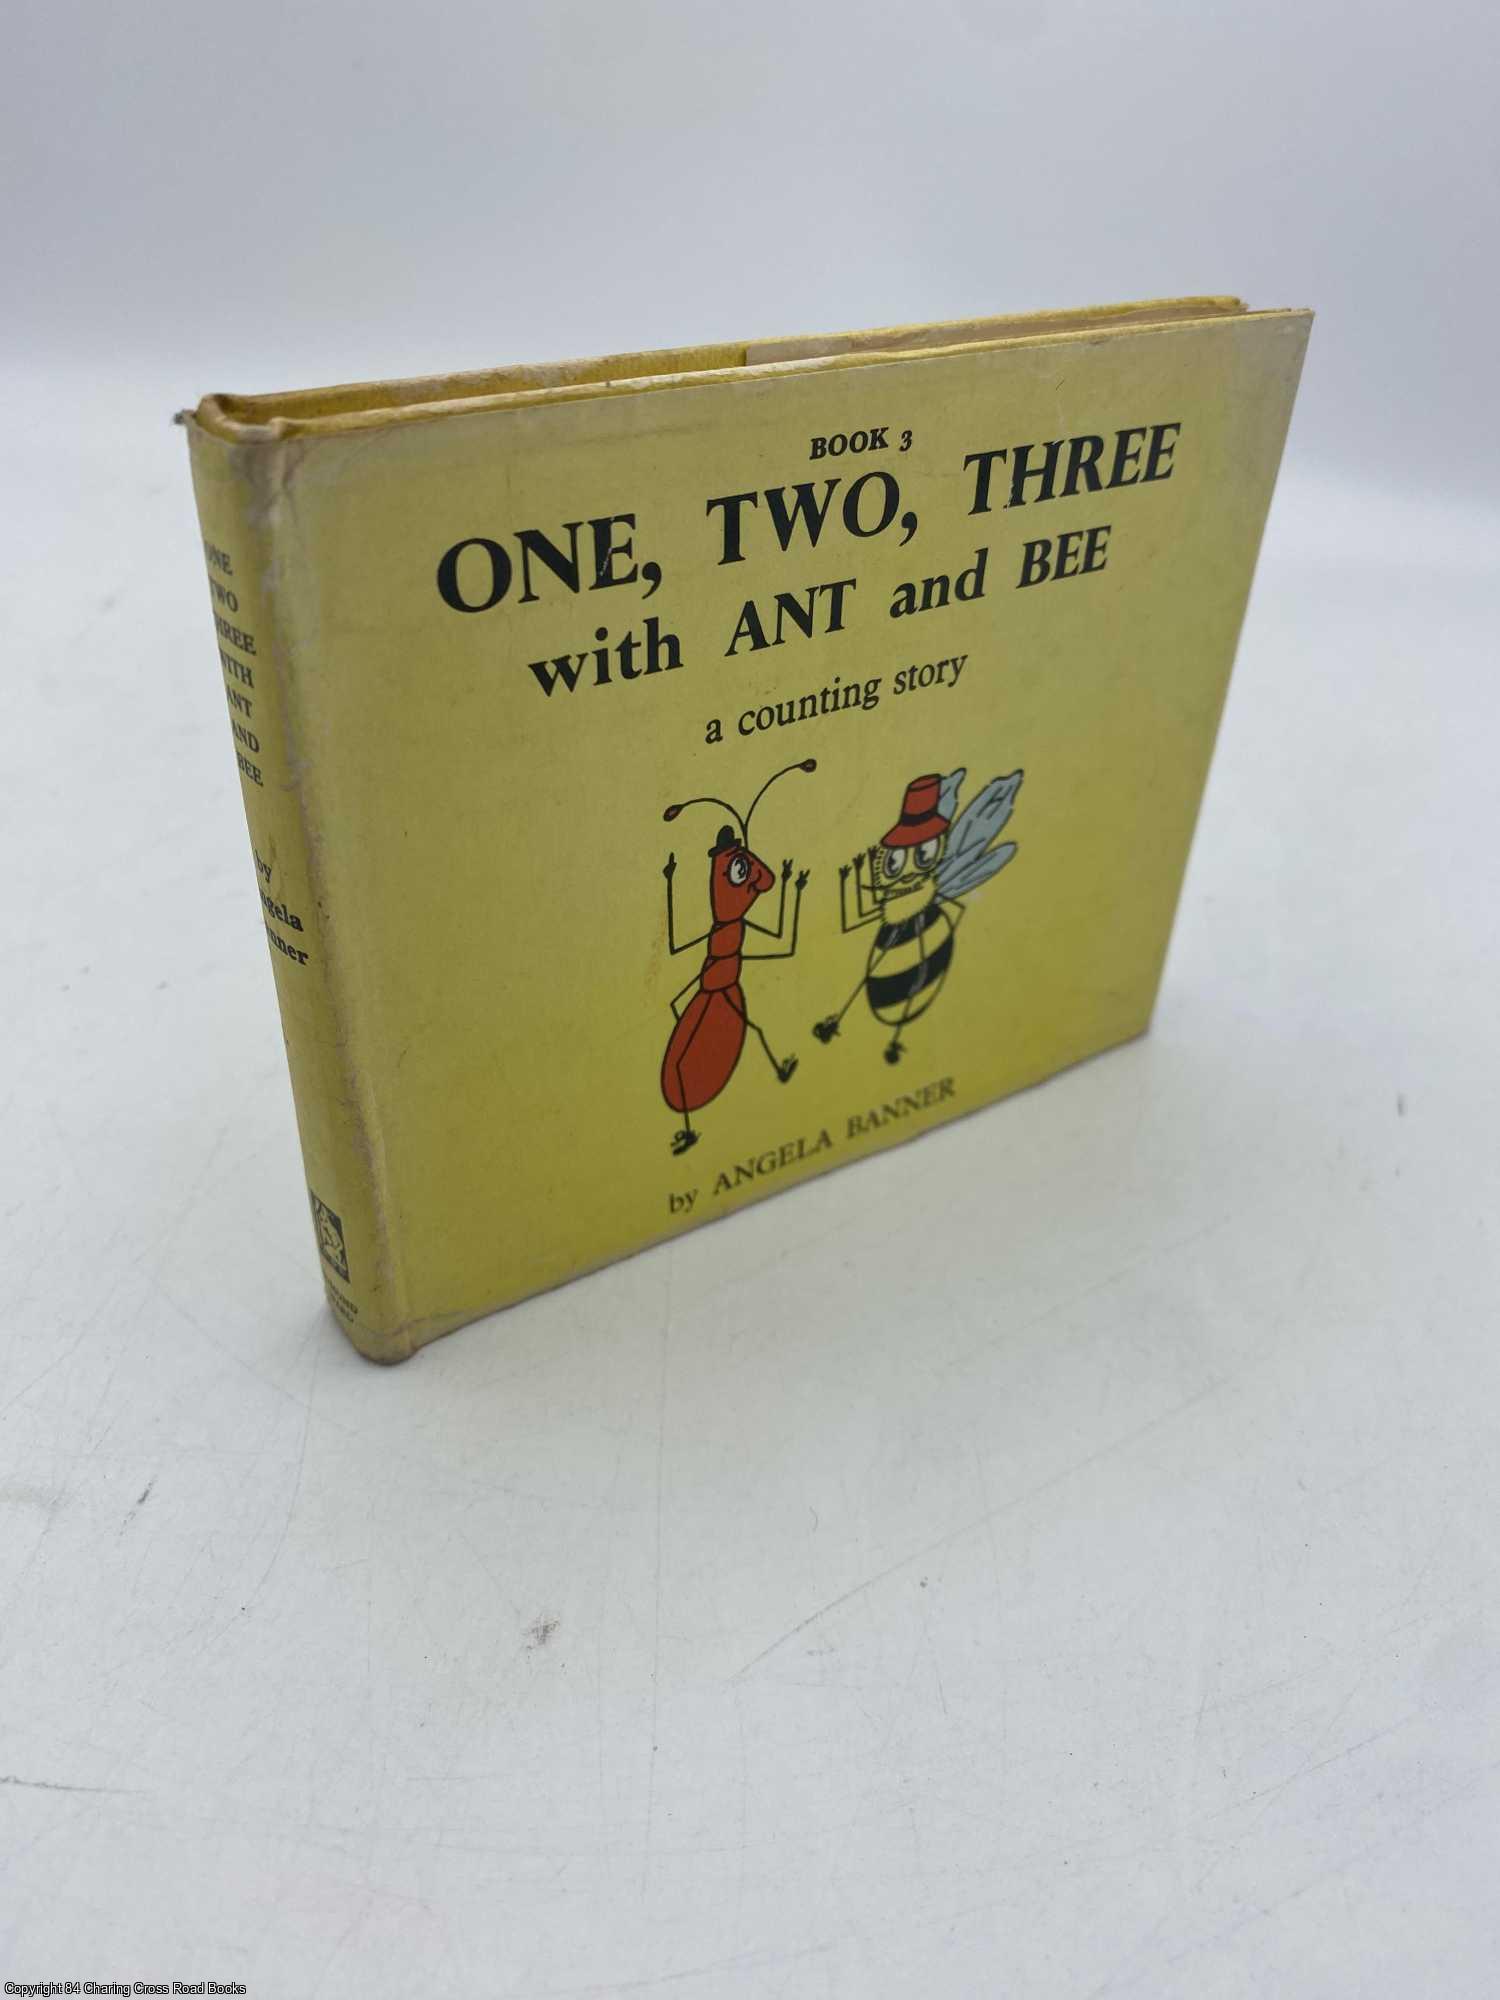 BOOK 3
ONE, TWO, THREE
with ANT and BEE
a counting story
by ANGELA BANNER
ONE
TWO
THREE
WITH
ANT
AND
BEE
by
Angela
Banner
Copyright 84 Charing Cross Road Books